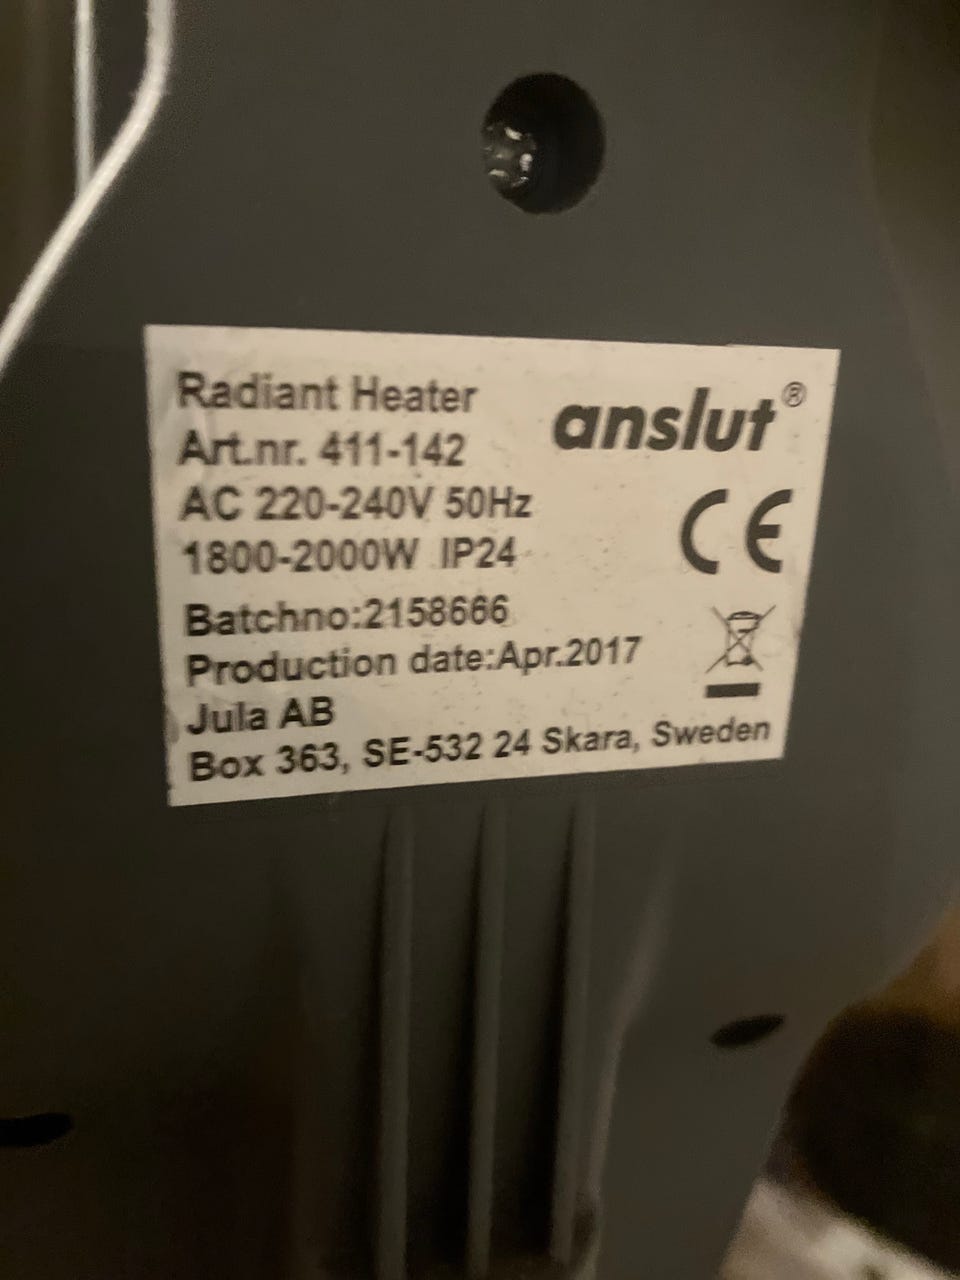 Radiant Heater
anslut®
Art.nr. 411-142
AC 220-240V 50Hz
1800-2000W IP24
CE
Batchno:2158666
Production date:Apr.2017
Jula AB
Box 363, SE-532 24 Skara, Sweden